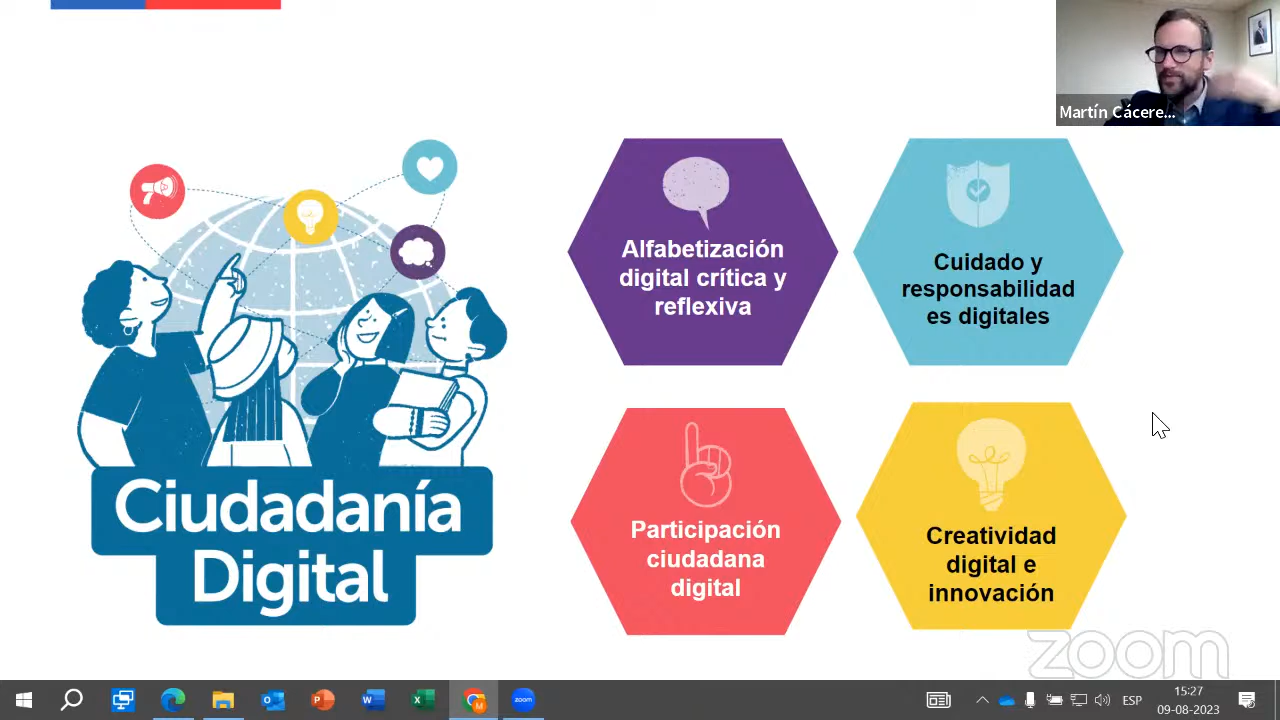 Martín Cácere...
Alfabetización
digital crítica y
reflexiva
Cuidado y
responsabilidad
es digitales
Participación
ciudadana
digital
Creatividad
digital e
innovación
Ciudadanía
Digital
zoom
zoom
ESP
15:27
09-08-2023